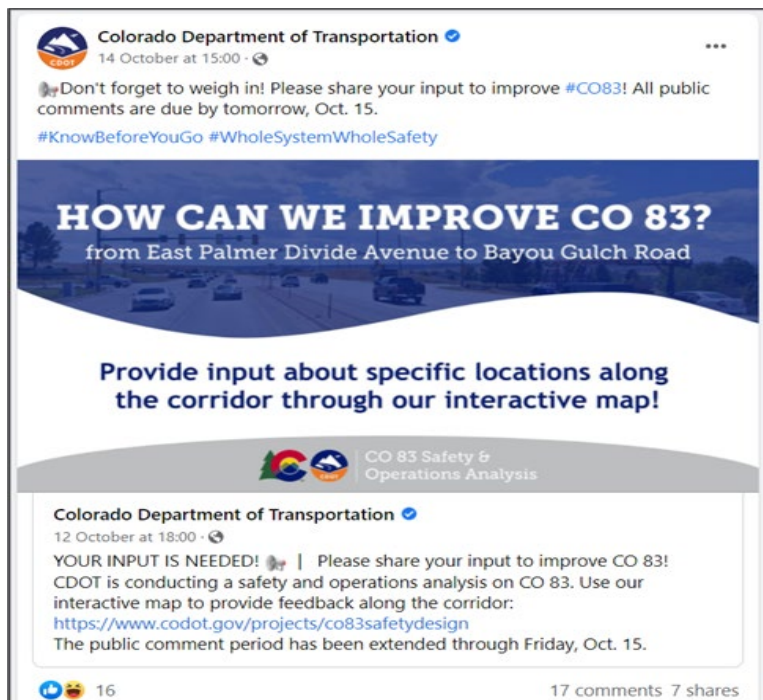 Colorado Department of Transportation
14 October at 15:00 ·
Don't forget to weigh in! Please share your input to improve #CO83! All public
comments are due by tomorrow, Oct. 15.
#KnowBeforeYouGo #WholeSystemWholeSafety
HOW CAN WE IMPROVE CO 83?
from East Palmer Divide Avenue to Bayou Gulch Road
Provide input about specific locations along
the corridor through our interactive map!
CO 83 Safety &
Operations Analysis
Colorado Department of Transportation
12 October at 18:00 ·
YOUR INPUT IS NEEDED! | Please share your input to improve CO 83!
CDOT is conducting a safety and operations analysis on CO 83. Use our
interactive map to provide feedback along the corridor:
https://www.codot.gov/projects/co83safetydesign
The public comment period has been extended through Friday, Oct. 15.
16 17 comments 7 shares